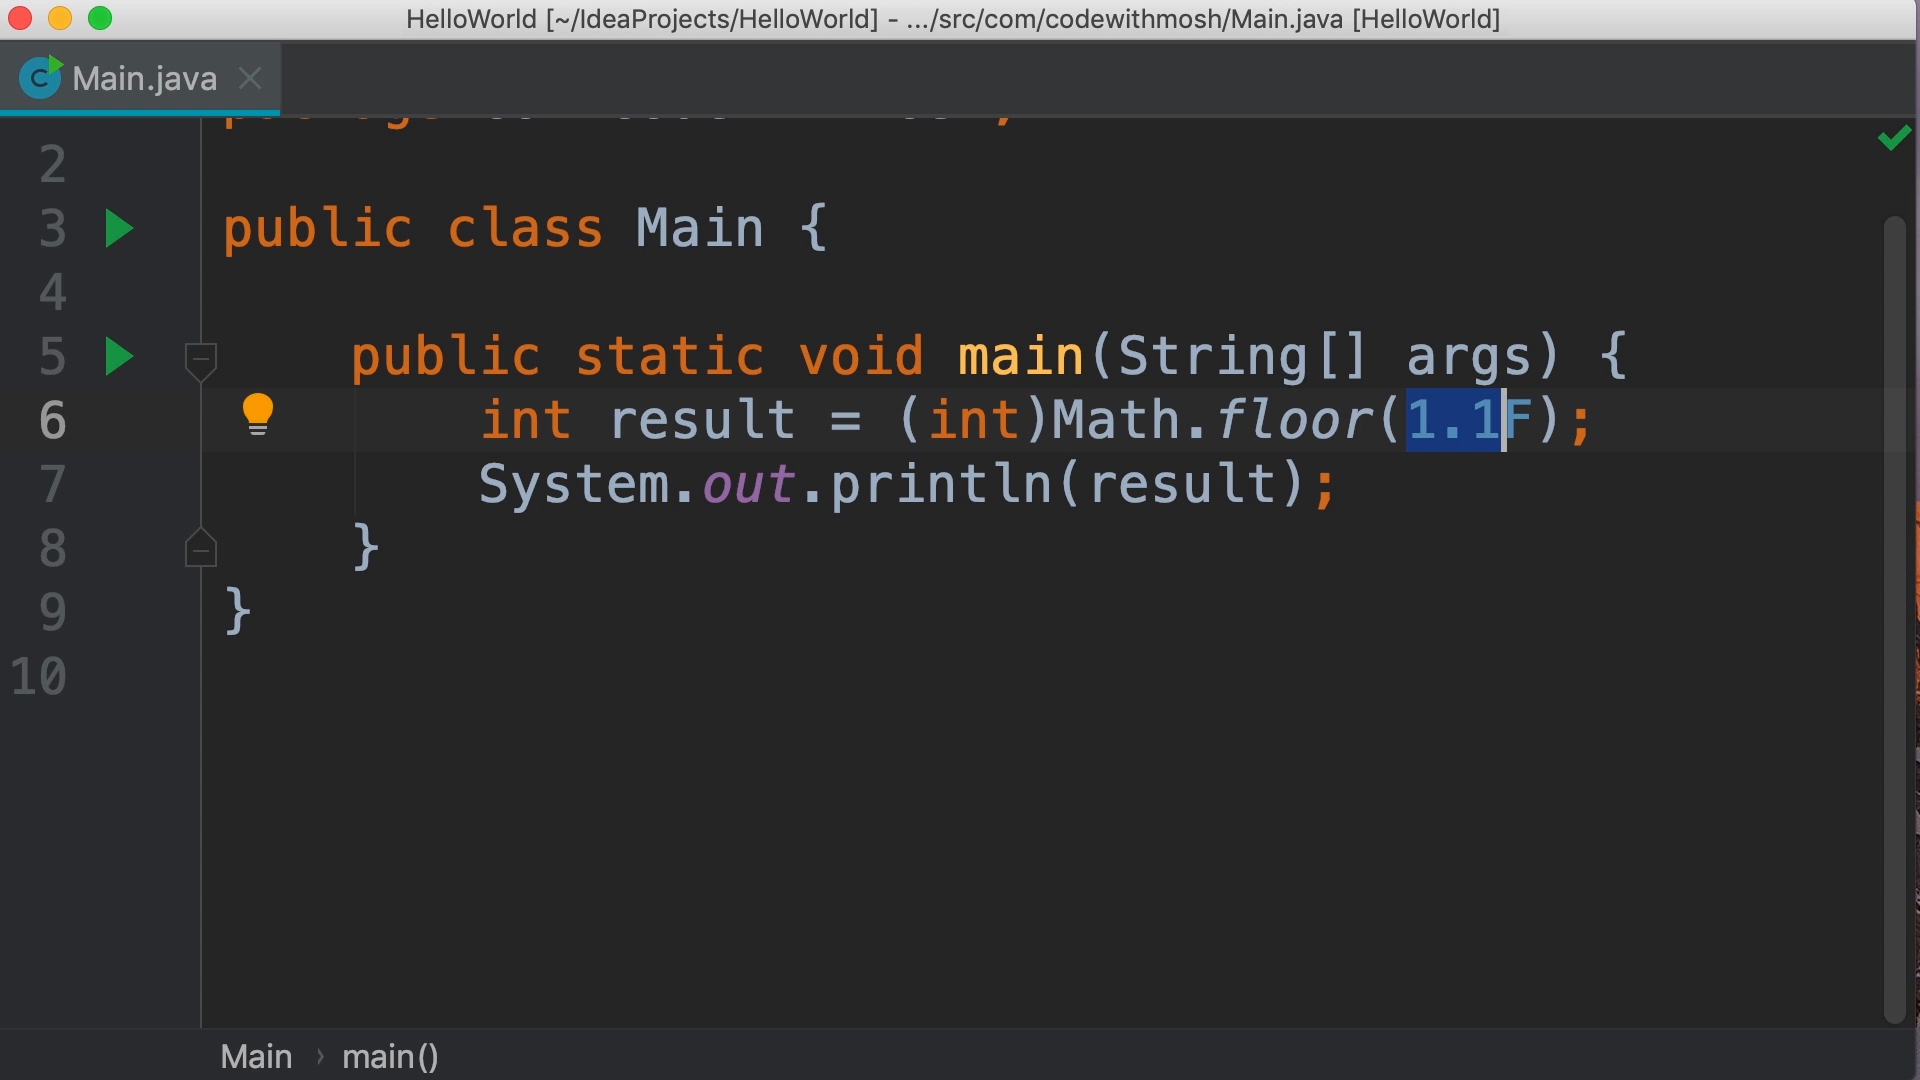 HelloWorld [~/IdeaProjects/HelloWorld] - .../src/com/codewithmosh/Main.java [HelloWorld]
C Main.java
2
3 public class Main {
4
5 public static void main(String[] args) {
6 int result = (int)Math.floor(1.1F);
7 System.out.println(result);
8 }
9 }
10
Main › main()